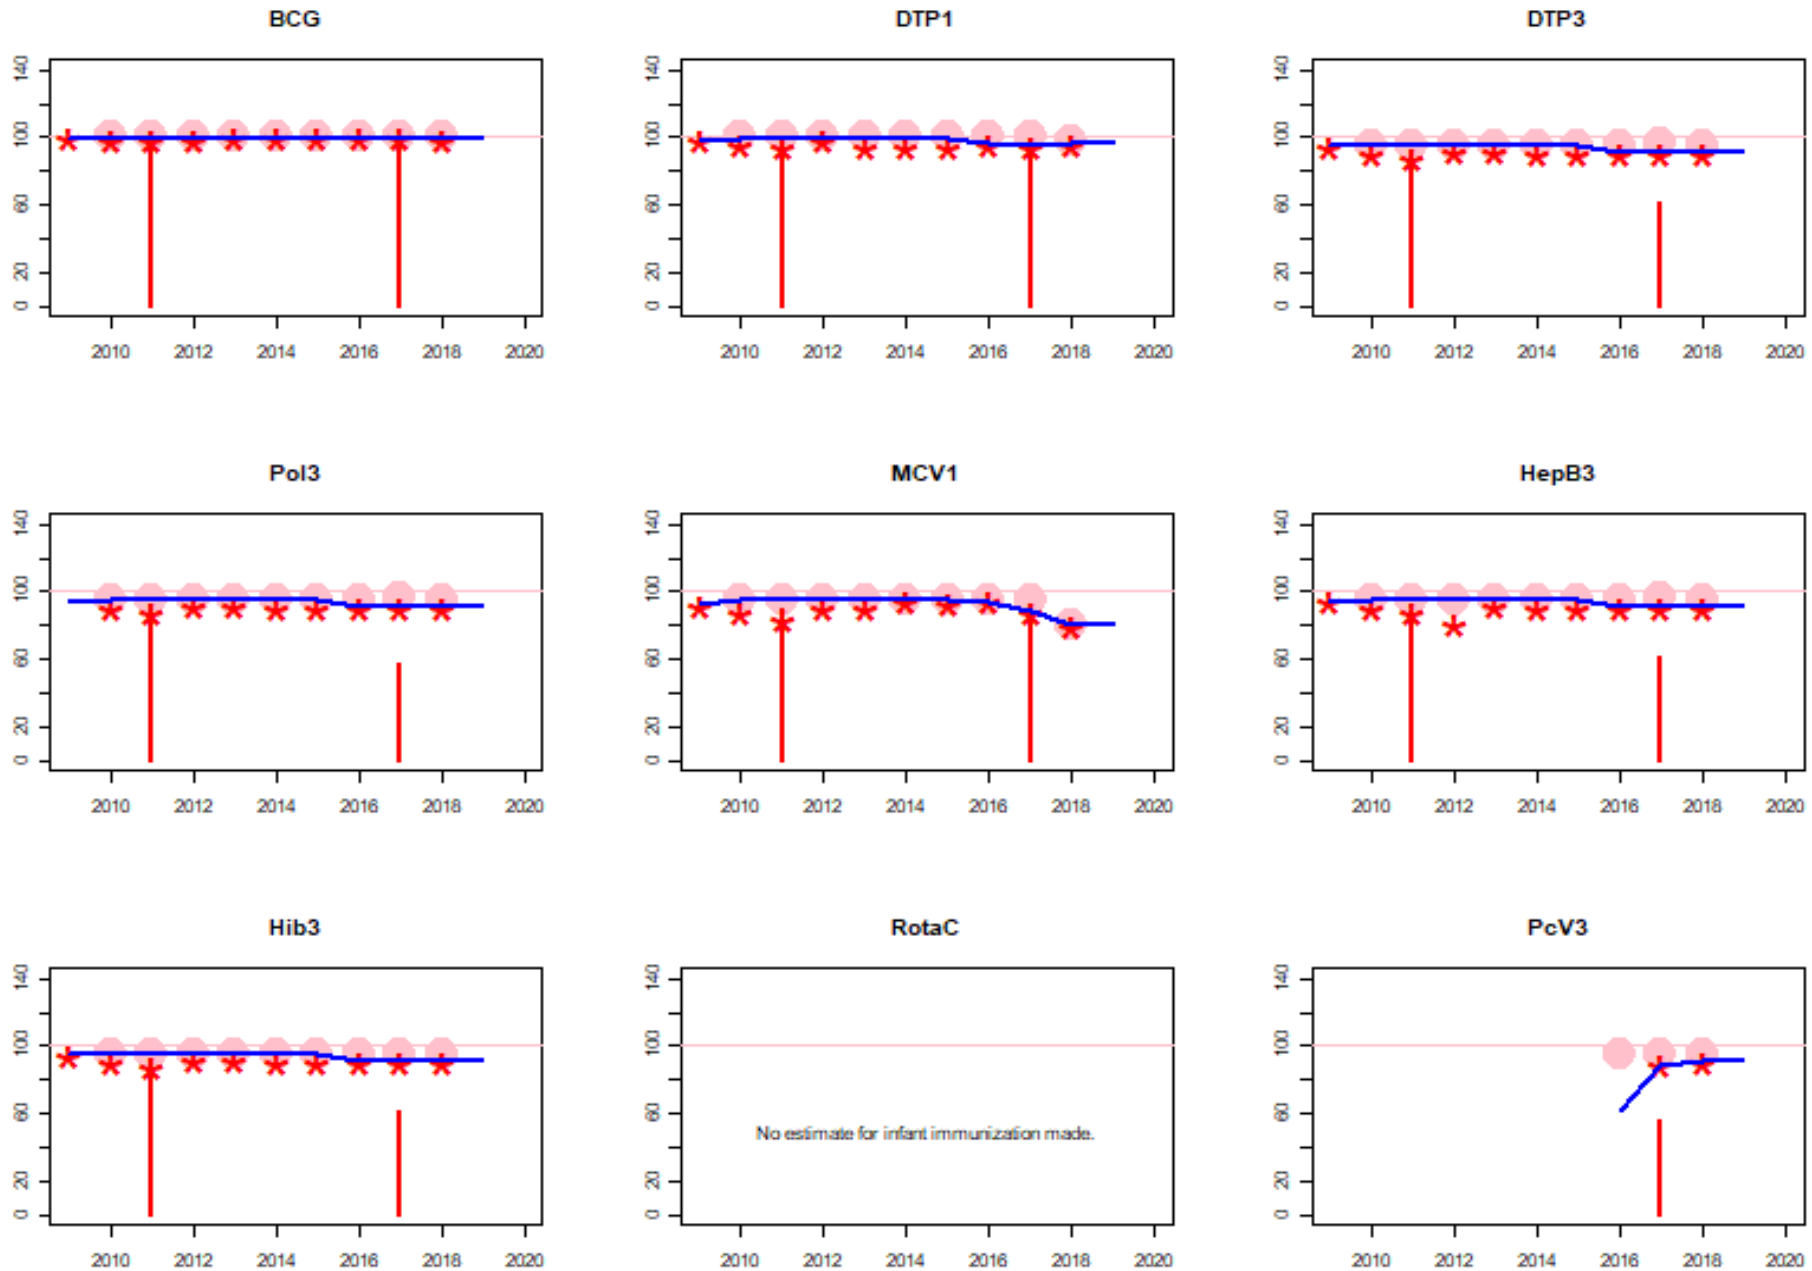 BCG DTP1 DTP3
140 140 140
100 100 100
60 60 60
20 20 20
0 0 0
2010 2012 2014 2016 2018 2020 2010 2012 2014 2016 2018 2020 2010 2012 2014 2016 2018 2020
Pol3 MCV1 HepB3
140 140 140
100 100 100
60 60 60
20 20 20
0 0 0
2010 2012 2014 2016 2018 2020 2010 2012 2014 2016 2018 2020 2010 2012 2014 2016 2018 2020
Hib3 RotaC PcV3
140 140 140
100 100 100
60 60 60
No estimate for infant immunization made.
20 20 20
0 0 0
2010 2012 2014 2016 2018 2020 2010 2012 2014 2016 2018 2020 2010 2012 2014 2016 2018 2020